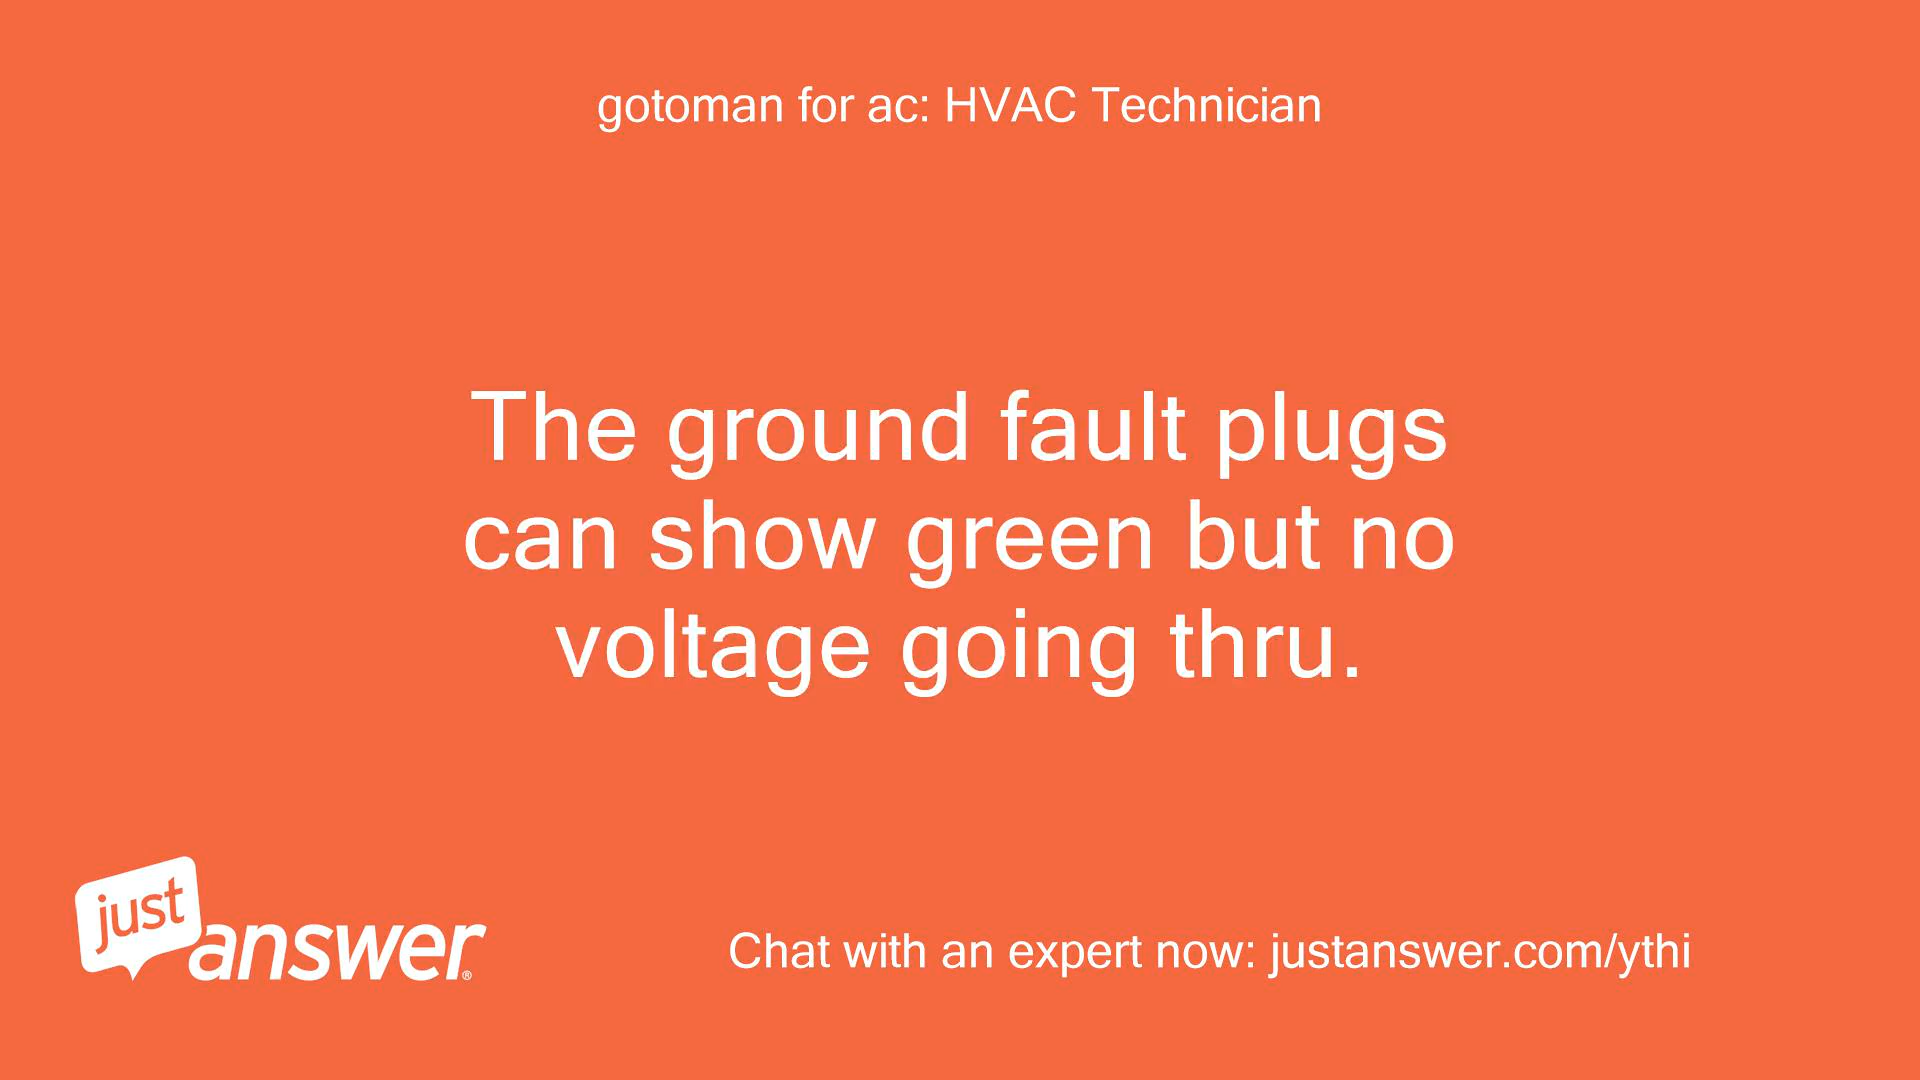 gotoman for ac: HVAC Technician
The ground fault plugs
can show green but no
voltage going thru.
just
answer®
Chat with an expert now: justanswer.com/ythi